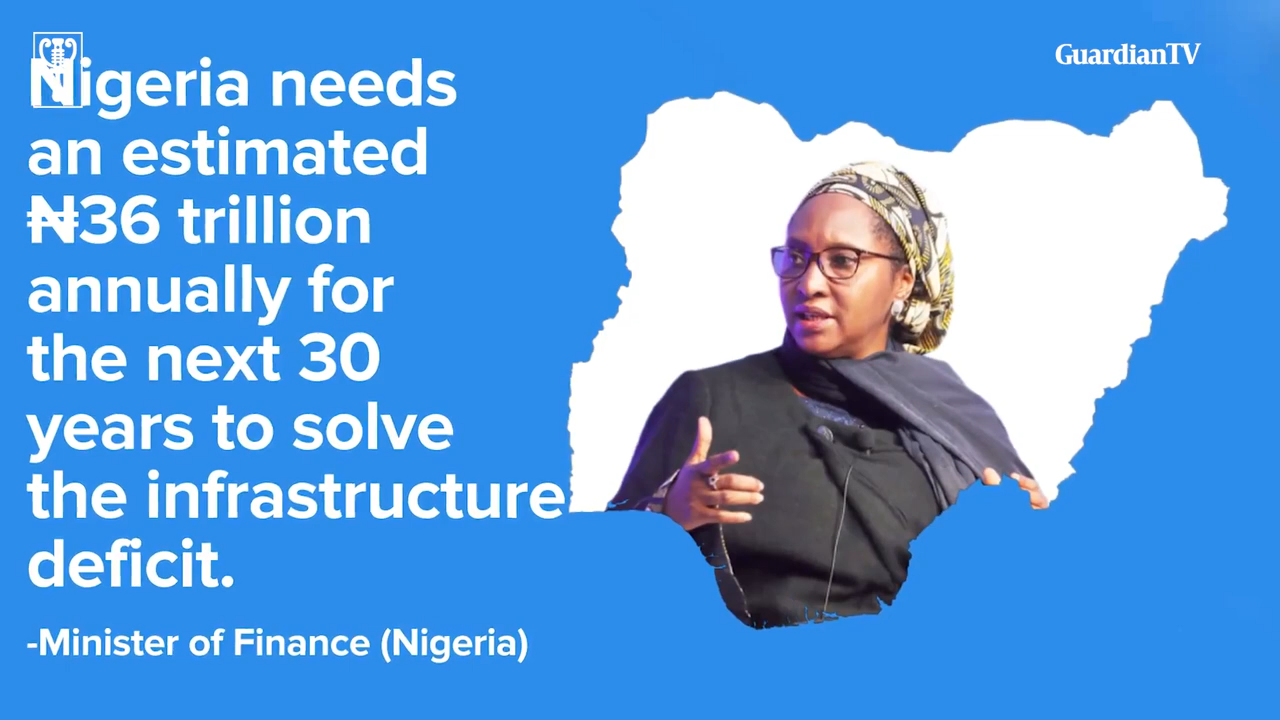 GuardianTV
Nigeria needs
an estimated
₦36 trillion
annually for
the next 30
years to solve
the infrastructure
deficit.
-Minister of Finance (Nigeria)